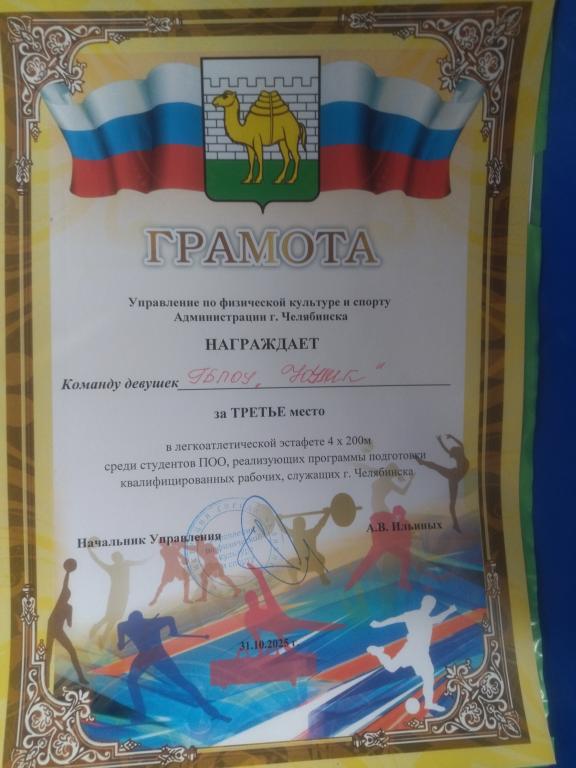 ГРАМОТА
Управление по физической культуре и спорту
Администрации г. Челябинска
НАГРАЖДАЕТ
Команду девушек ГБПОУ "ЮУМК"
за ТРЕТЬЕ место
в легкоатлетической эстафете 4 х 200м
среди студентов ПОО, реализующих программы подготовки
квалифицированных рабочих, служащих г. Челябинска
Начальник Управления
А.В. Ильиных
31.10.2025 г.